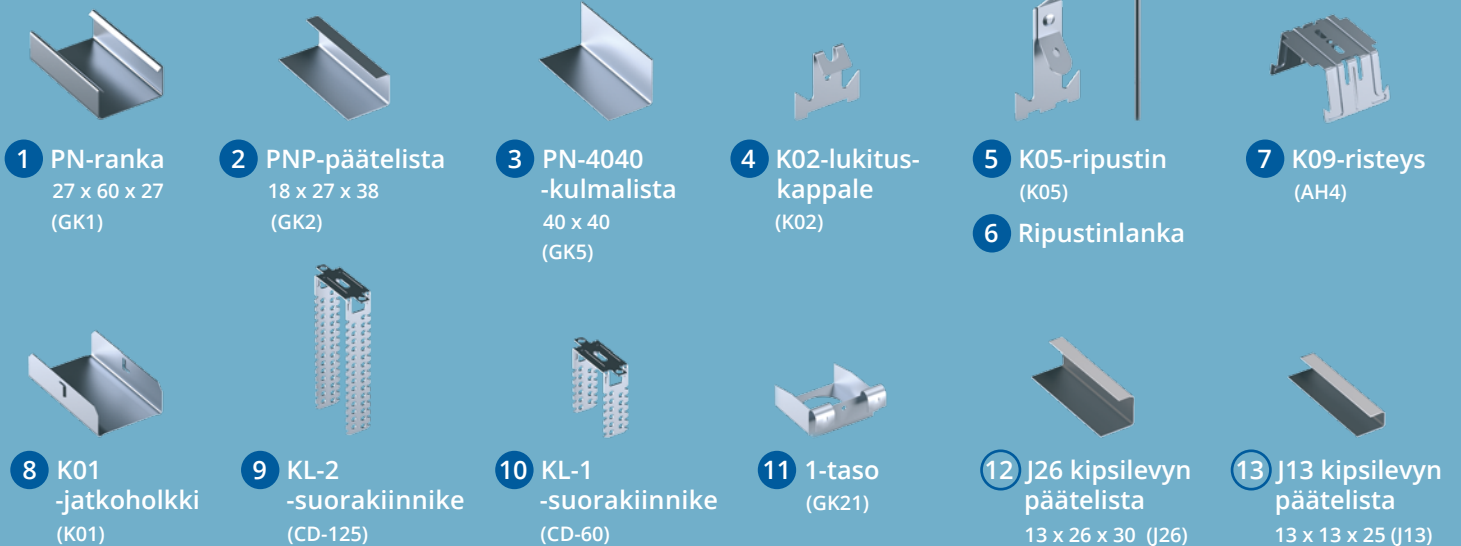 1 PN-ranka
27 x 60 x 27
(GK1)
2 PNP-päätelista
18 x 27 x 38
(GK2)
3 PN-4040
-kulmalista
40 x 40
(GK5)
4 K02-lukitus-
kappale
(K02)
5 K05-ripustin
(K05)
6 Ripustinlanka
7 K09-risteys
(AH4)
8 K01
-jatkoholkki
(K01)
9 KL-2
-suorakiinnike
(CD-125)
10 KL-1
-suorakiinnike
(CD-60)
11 1-taso
(GK21)
12 J26 kipsilevyn
päätelista
13 x 26 x 30 (J26)
13 J13 kipsilevyn
päätelista
13 x 13 x 25 (J13)